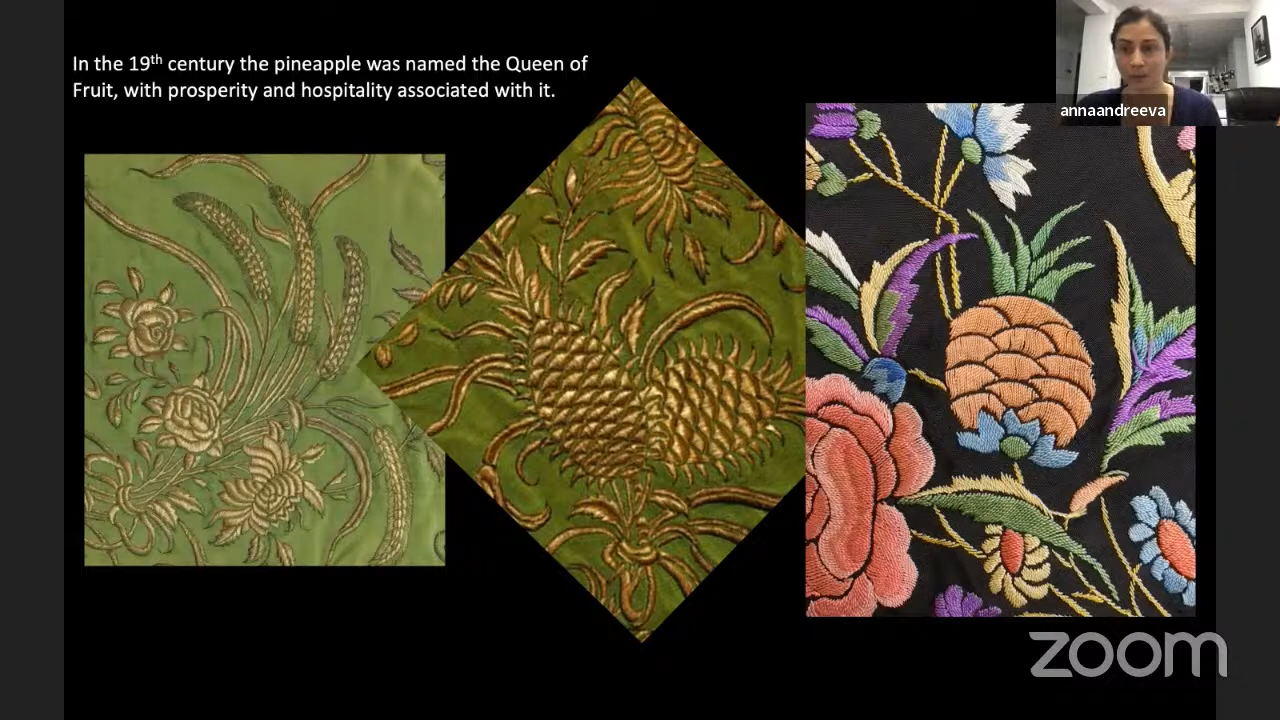 In the 19th century the pineapple was named the Queen of
Fruit, with prosperity and hospitality associated with it.
annaandreeva
zoom